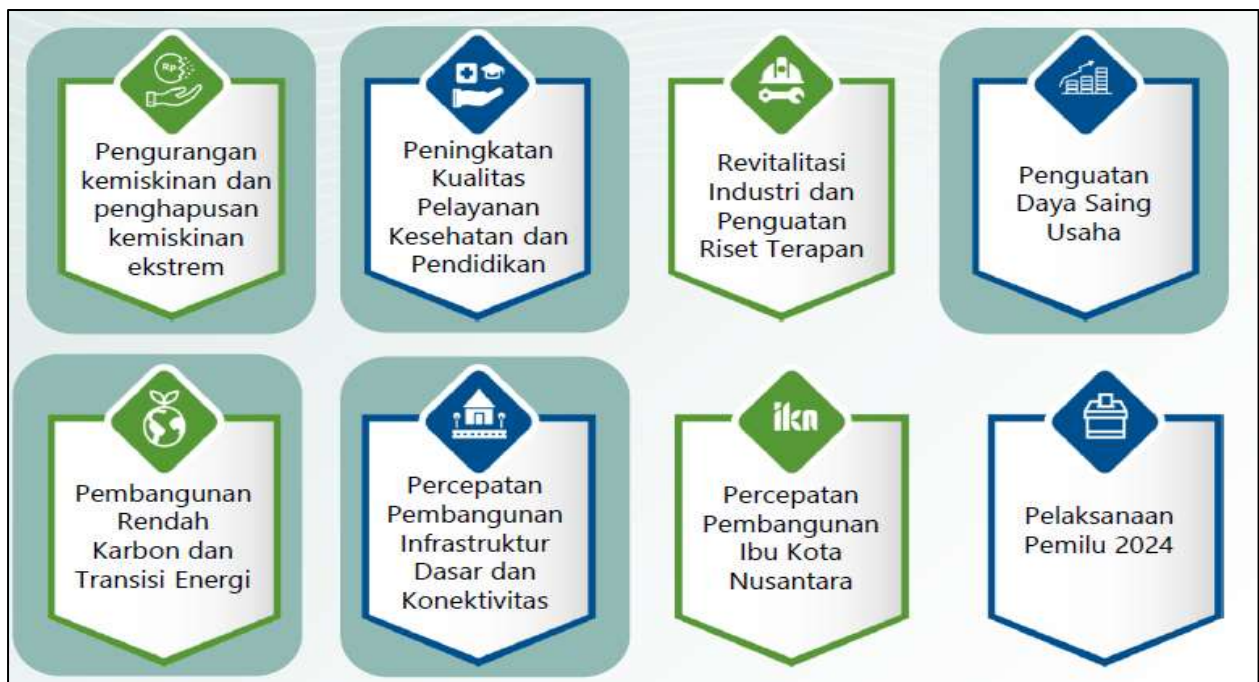 Rp
Pengurangan
kemiskinan dan
penghapusan
kemiskinan
ekstrem
Peningkatan
Kualitas
Pelayanan
Kesehatan dan
Pendidikan
Revitalitasi
Industri dan
Penguatan
Riset Terapan
Penguatan
Daya Saing
Usaha
Pembangunan
Rendah
Karbon dan
Transisi Energi
Percepatan
Pembangunan
Infrastruktur
Dasar dan
Konektivitas
ikn
Percepatan
Pembangunan
Ibu Kota
Nusantara
Pelaksanaan
Pemilu 2024